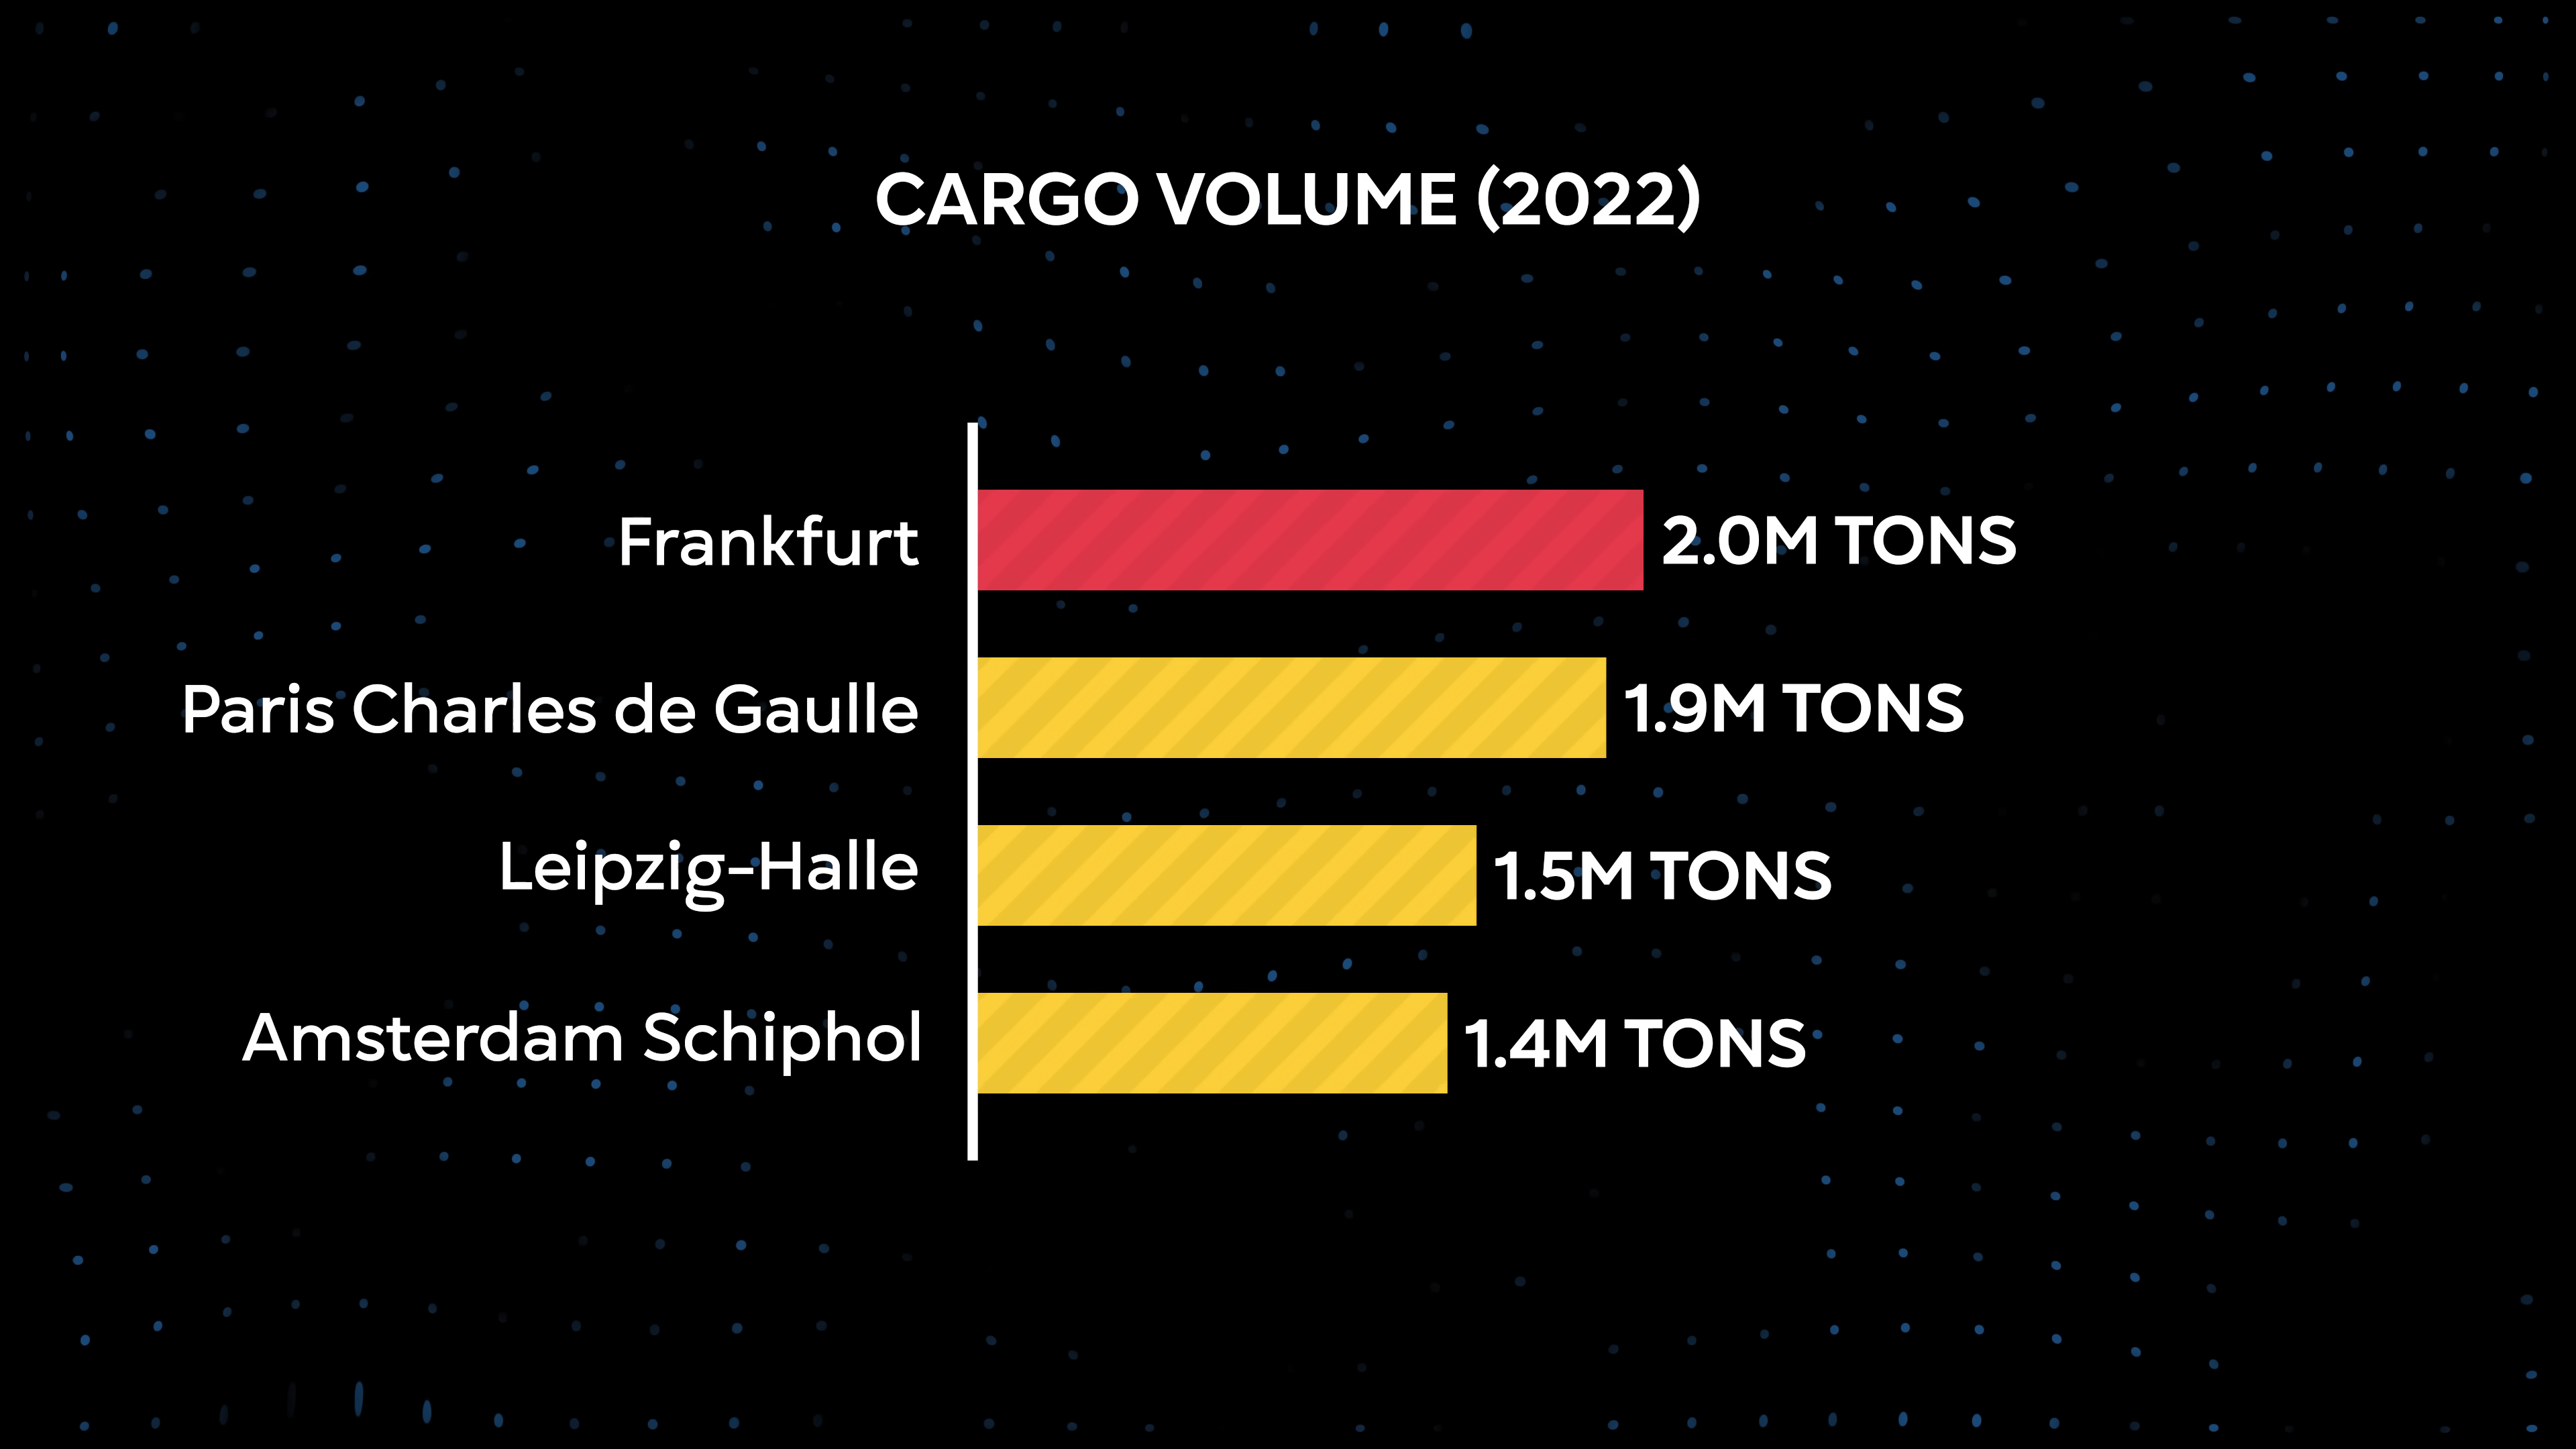 CARGO VOLUME (2022)
Frankfurt 2.0M TONS
Paris Charles de Gaulle 1.9M TONS
Leipzig-Halle 1.5M TONS
Amsterdam Schiphol 1.4M TONS